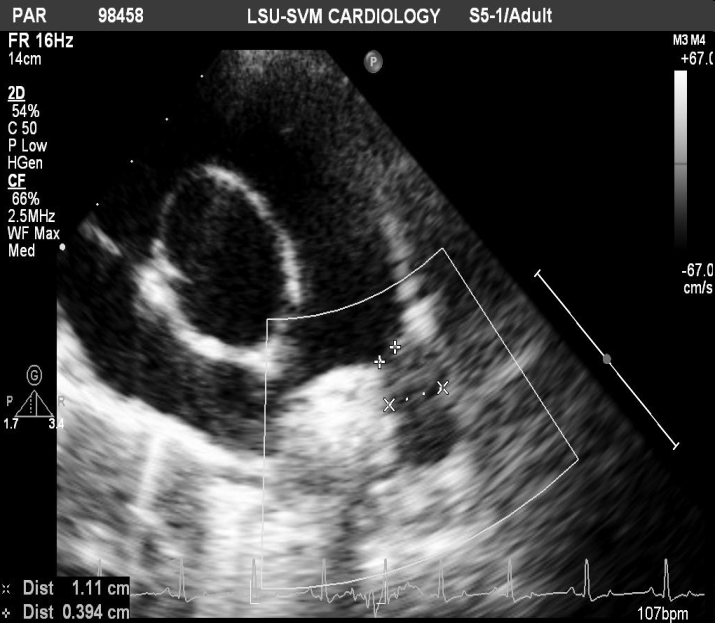 PAR 98458 LSU-SVM CARDIOLOGY S5-1/Adult
FR 16Hz
14cm
2D
54%
C 50
P Low
HGen
CF
66%
2.5MHz
WF Max
Med
P
M3 M4
+67.0
-67.0
cm/s
G
P R
1.7 3.4
Dist 1.11 cm
Dist 0.394 cm
107bpm